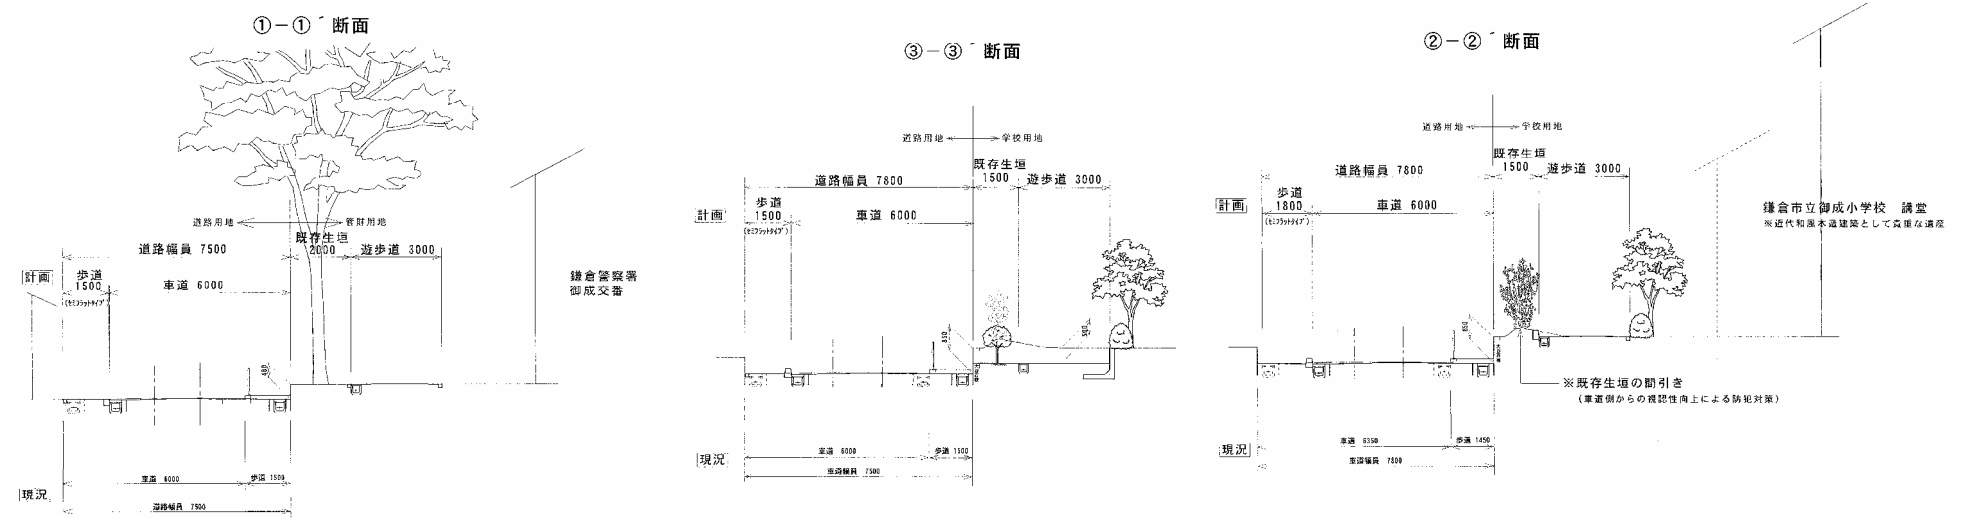 ①－①´断面
道路用地
管財用地
既存生垣
2000
道路幅員 7500
遊歩道 3000
計画
歩道
1500
(セミフラットタイプ)
車道 6000
鎌倉警察署
御成交番
480
現況
車道 6000
歩道 1500
道路幅員 7500
③－③´断面
道路用地
学校用地
既存生垣
1500
道路幅員 7800
遊歩道 3000
計画
歩道
1500
(セミフラットタイプ)
車道 6000
850
500
現況
車道 6000
歩道 1500
車道幅員 7500
②－②´断面
道路用地
学校用地
既存生垣
1500
道路幅員 7800
遊歩道 3000
計画
歩道
1800
(セミフラットタイプ)
車道 6000
鎌倉市立御成小学校 講堂
※近代和風木造建築として貴重な遺産
850
※既存生垣の間引き
(車道側からの視認性向上による防犯対策)
現況
車道 6350
歩道 1450
車道幅員 7800